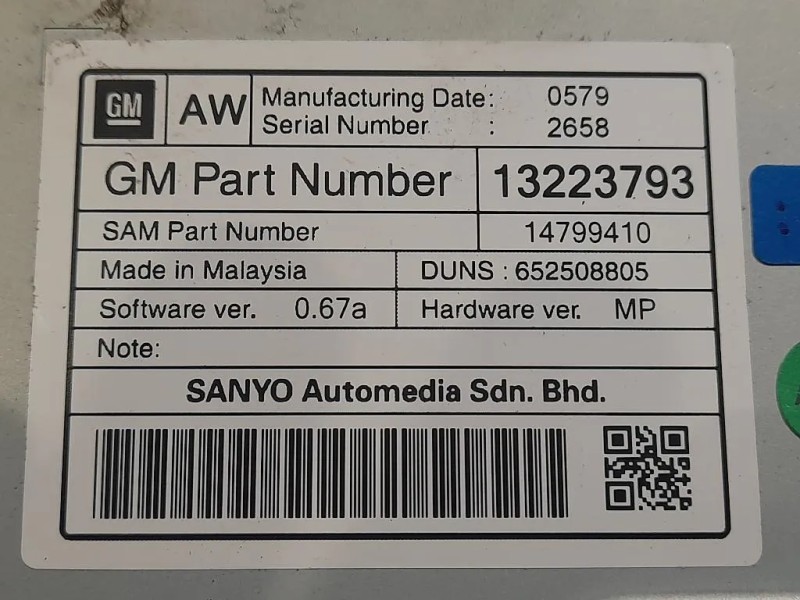 GM AW Manufacturing Date: 0579
Serial Number : 2658
GM Part Number 13223793
SAM Part Number 14799410
Made in Malaysia DUNS : 652508805
Software ver. 0.67a Hardware ver. MP
Note:
SANYO Automedia Sdn. Bhd.